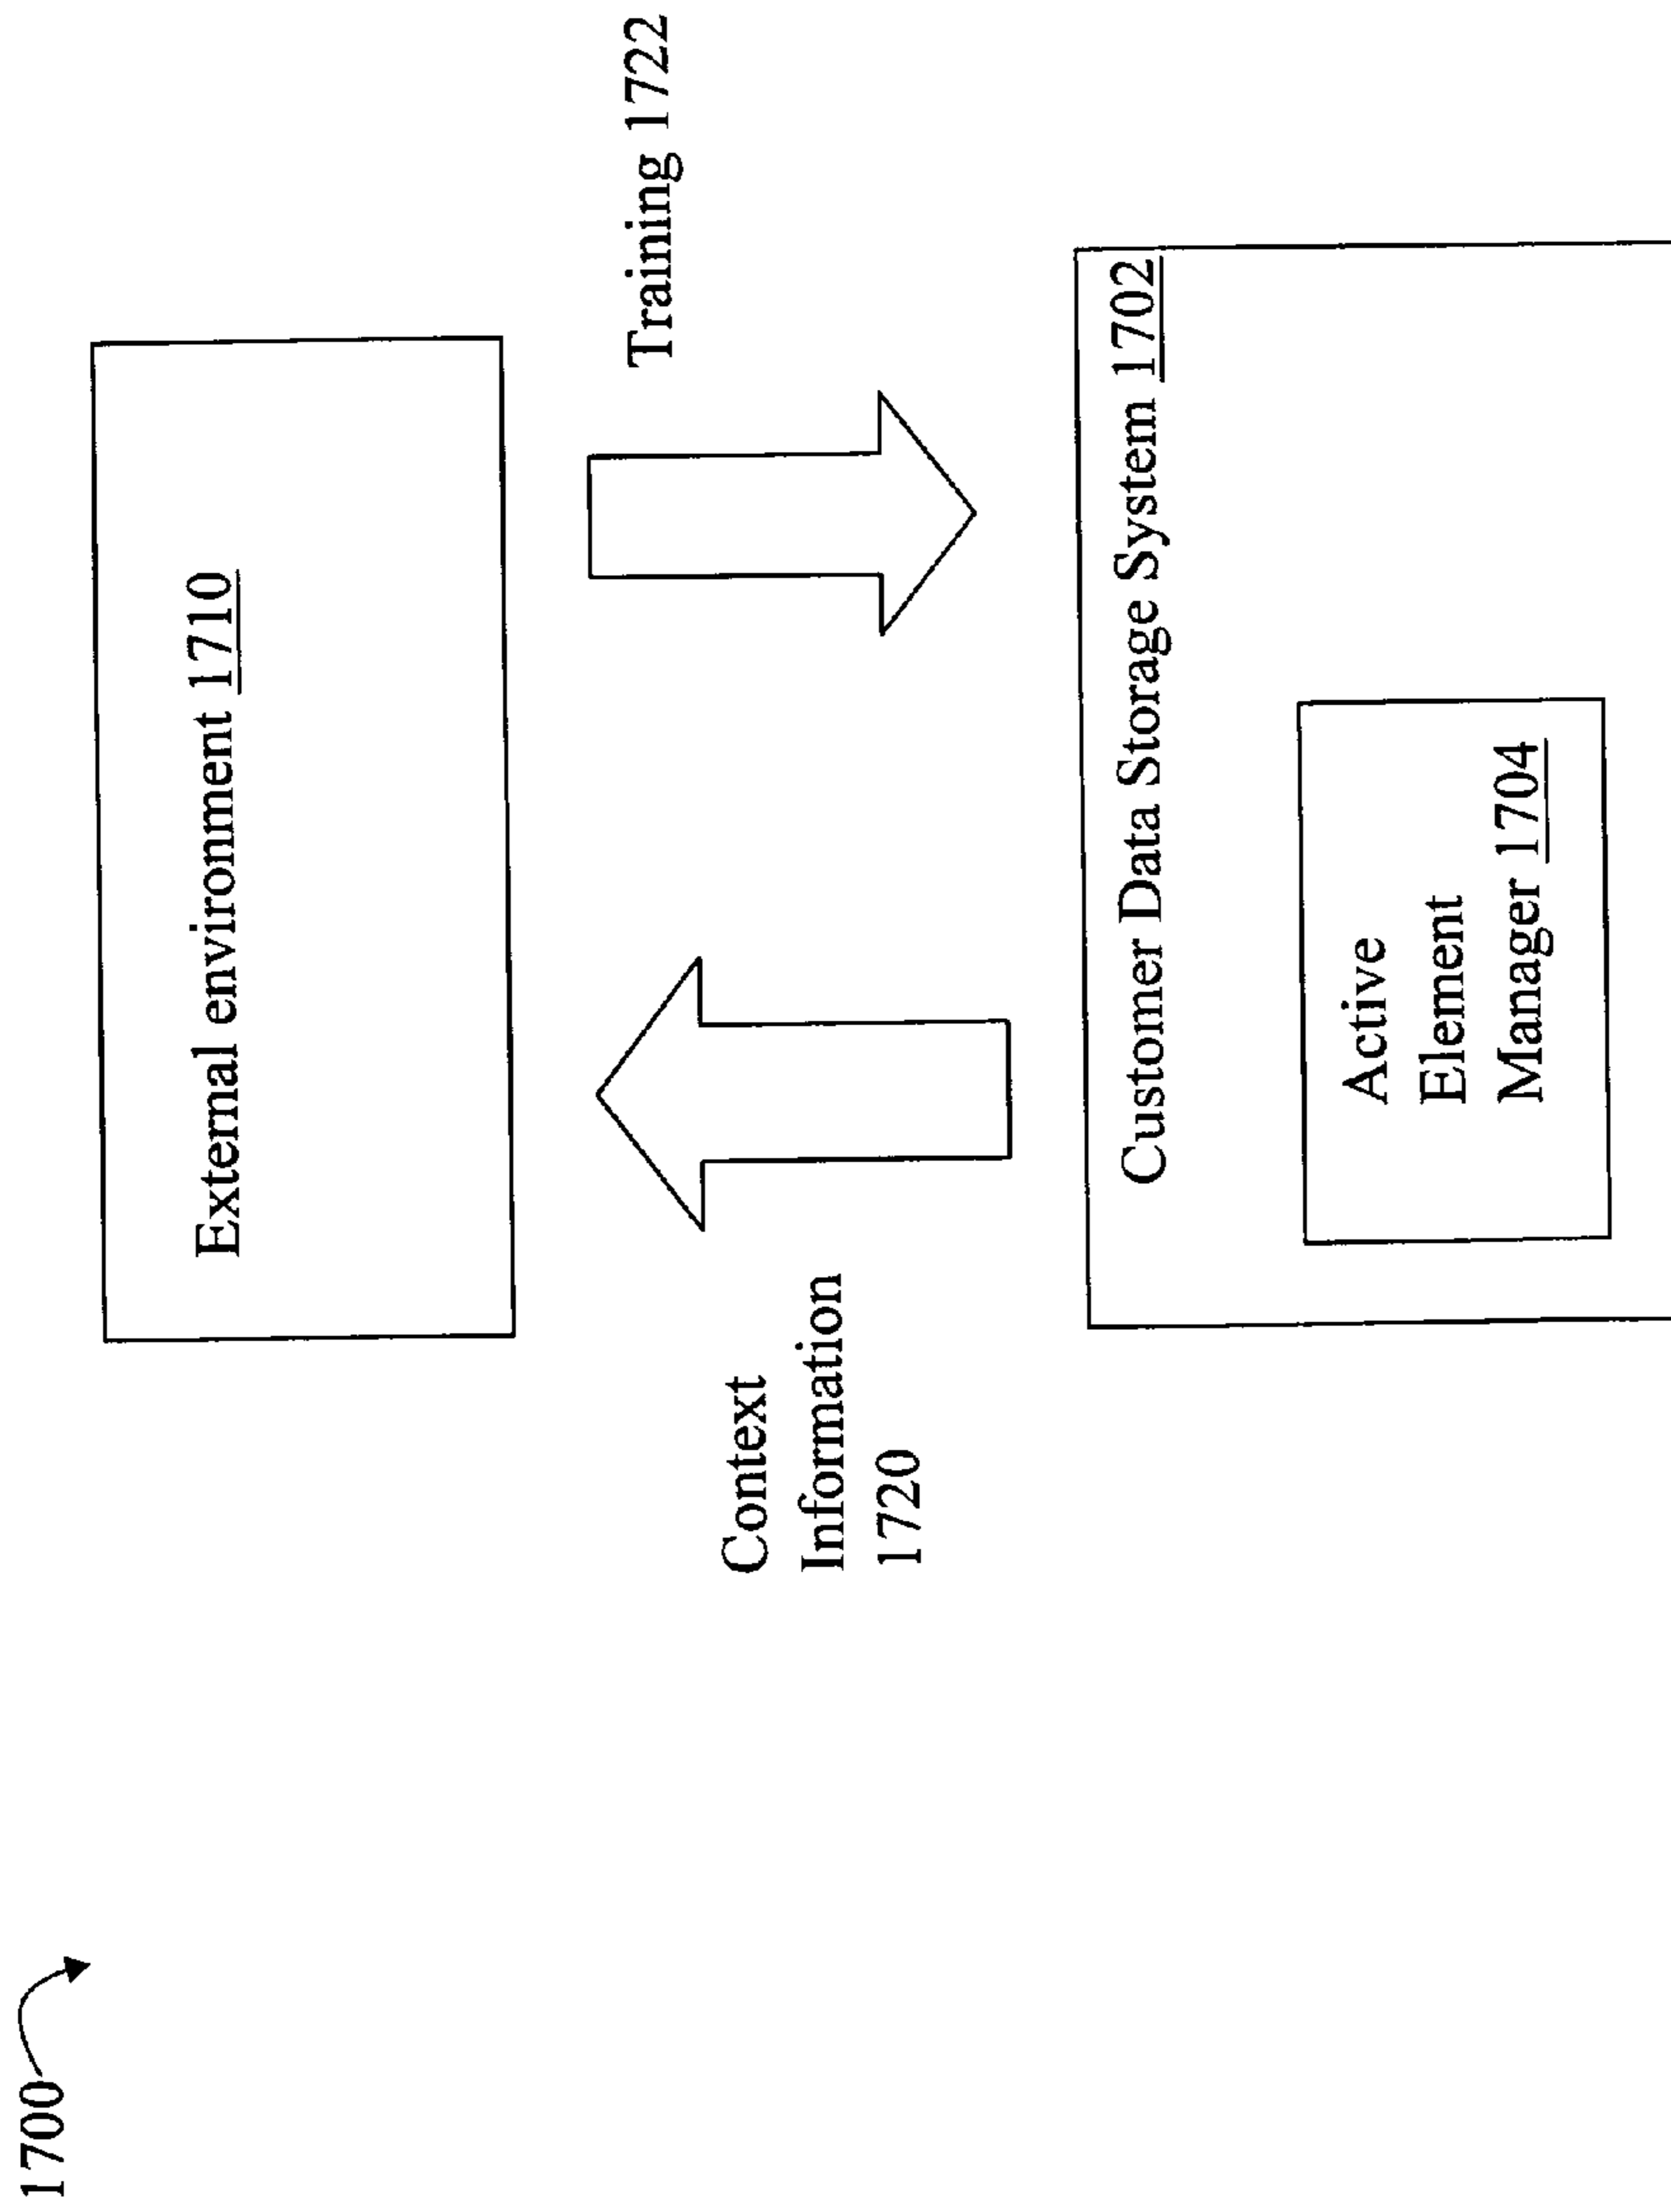 1700
External environment 1710
Training 1722
Context
Information
1720
Customer Data Storage System 1702
Active
Element
Manager 1704